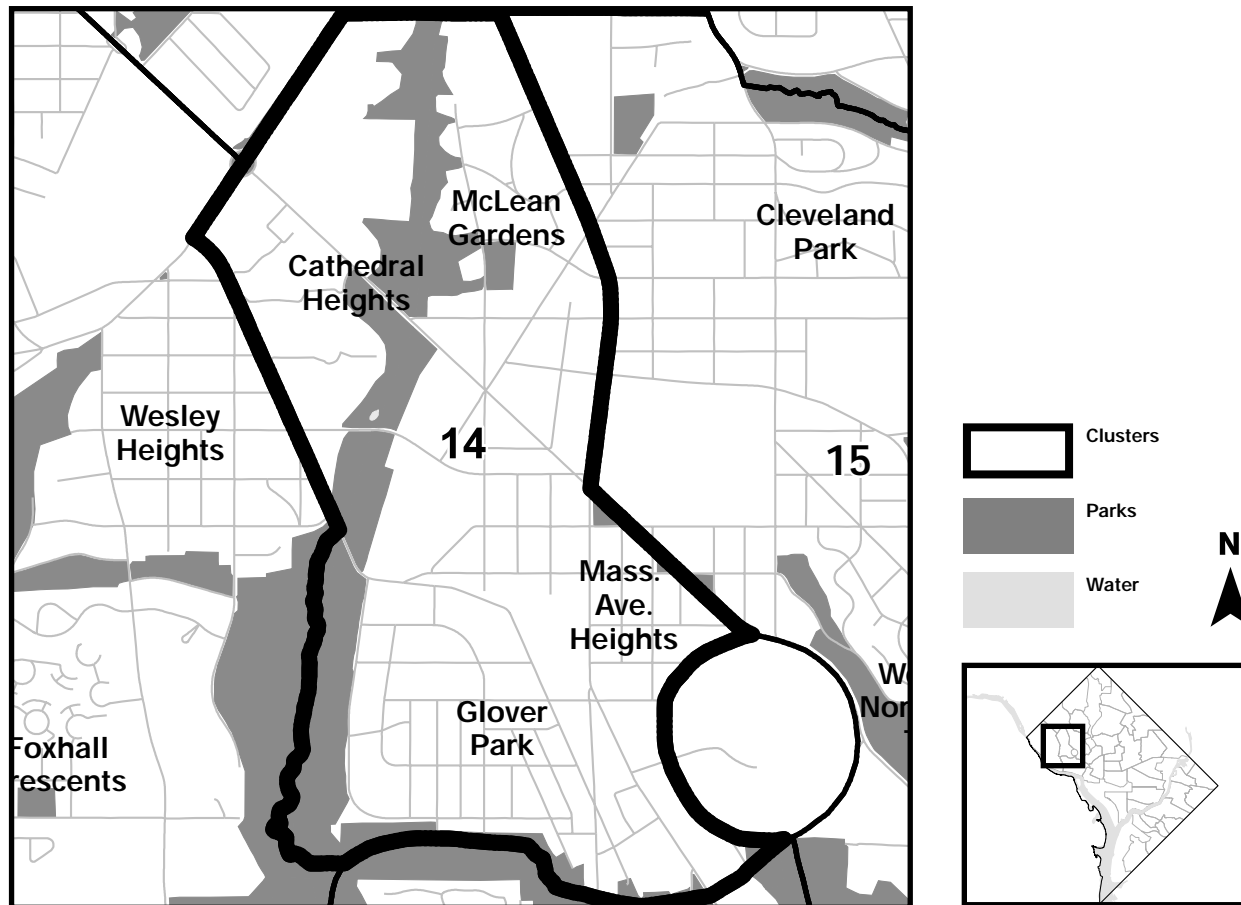 McLean
Gardens
Cleveland
Park
Cathedral
Heights
Wesley
Heights
14
15
Mass.
Ave.
Heights
Glover
Park
Foxhall
rescents
Clusters
Parks
Water
N